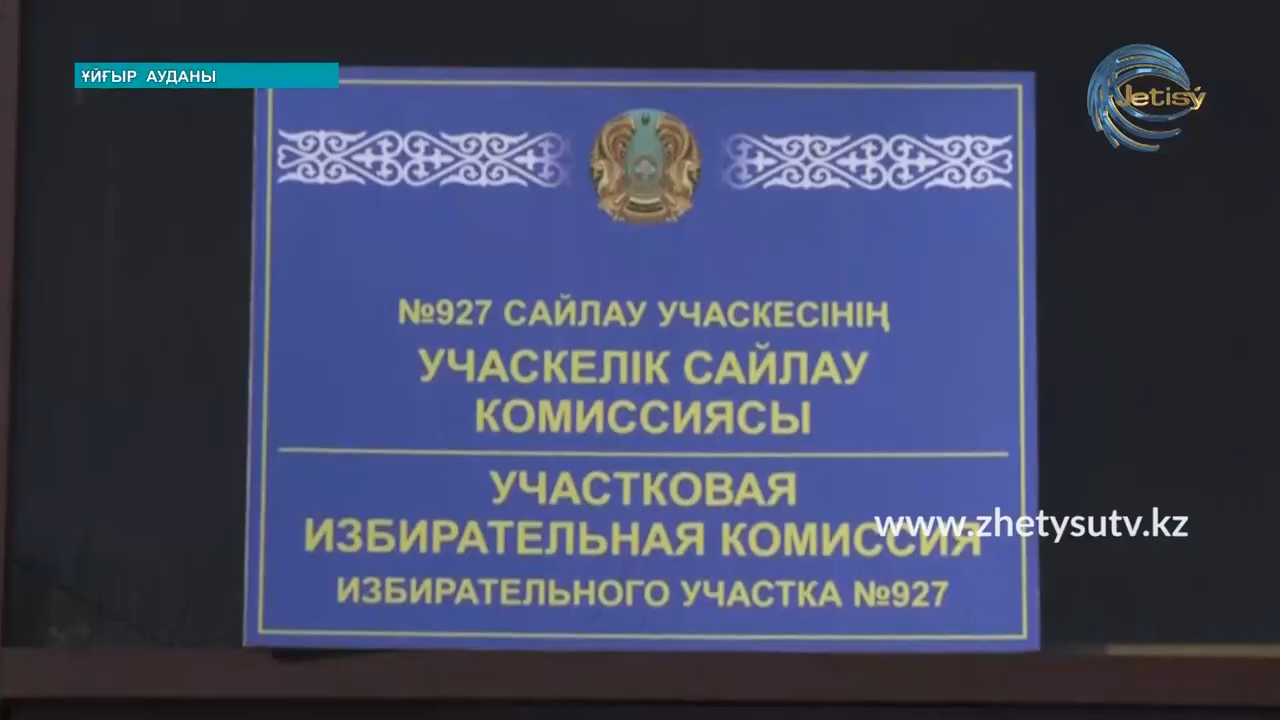 ҰЙҒЫР АУДАНЫ
Jetisý
№927 САЙЛАУ УЧАСКЕСІНІҢ
УЧАСКЕЛІК САЙЛАУ
КОМИССИЯСЫ
УЧАСТКОВАЯ
ИЗБИРАТЕЛЬНАЯ КОМИССИЯ
www.zhetysutv.kz
ИЗБИРАТЕЛЬНОГО УЧАСТКА №927